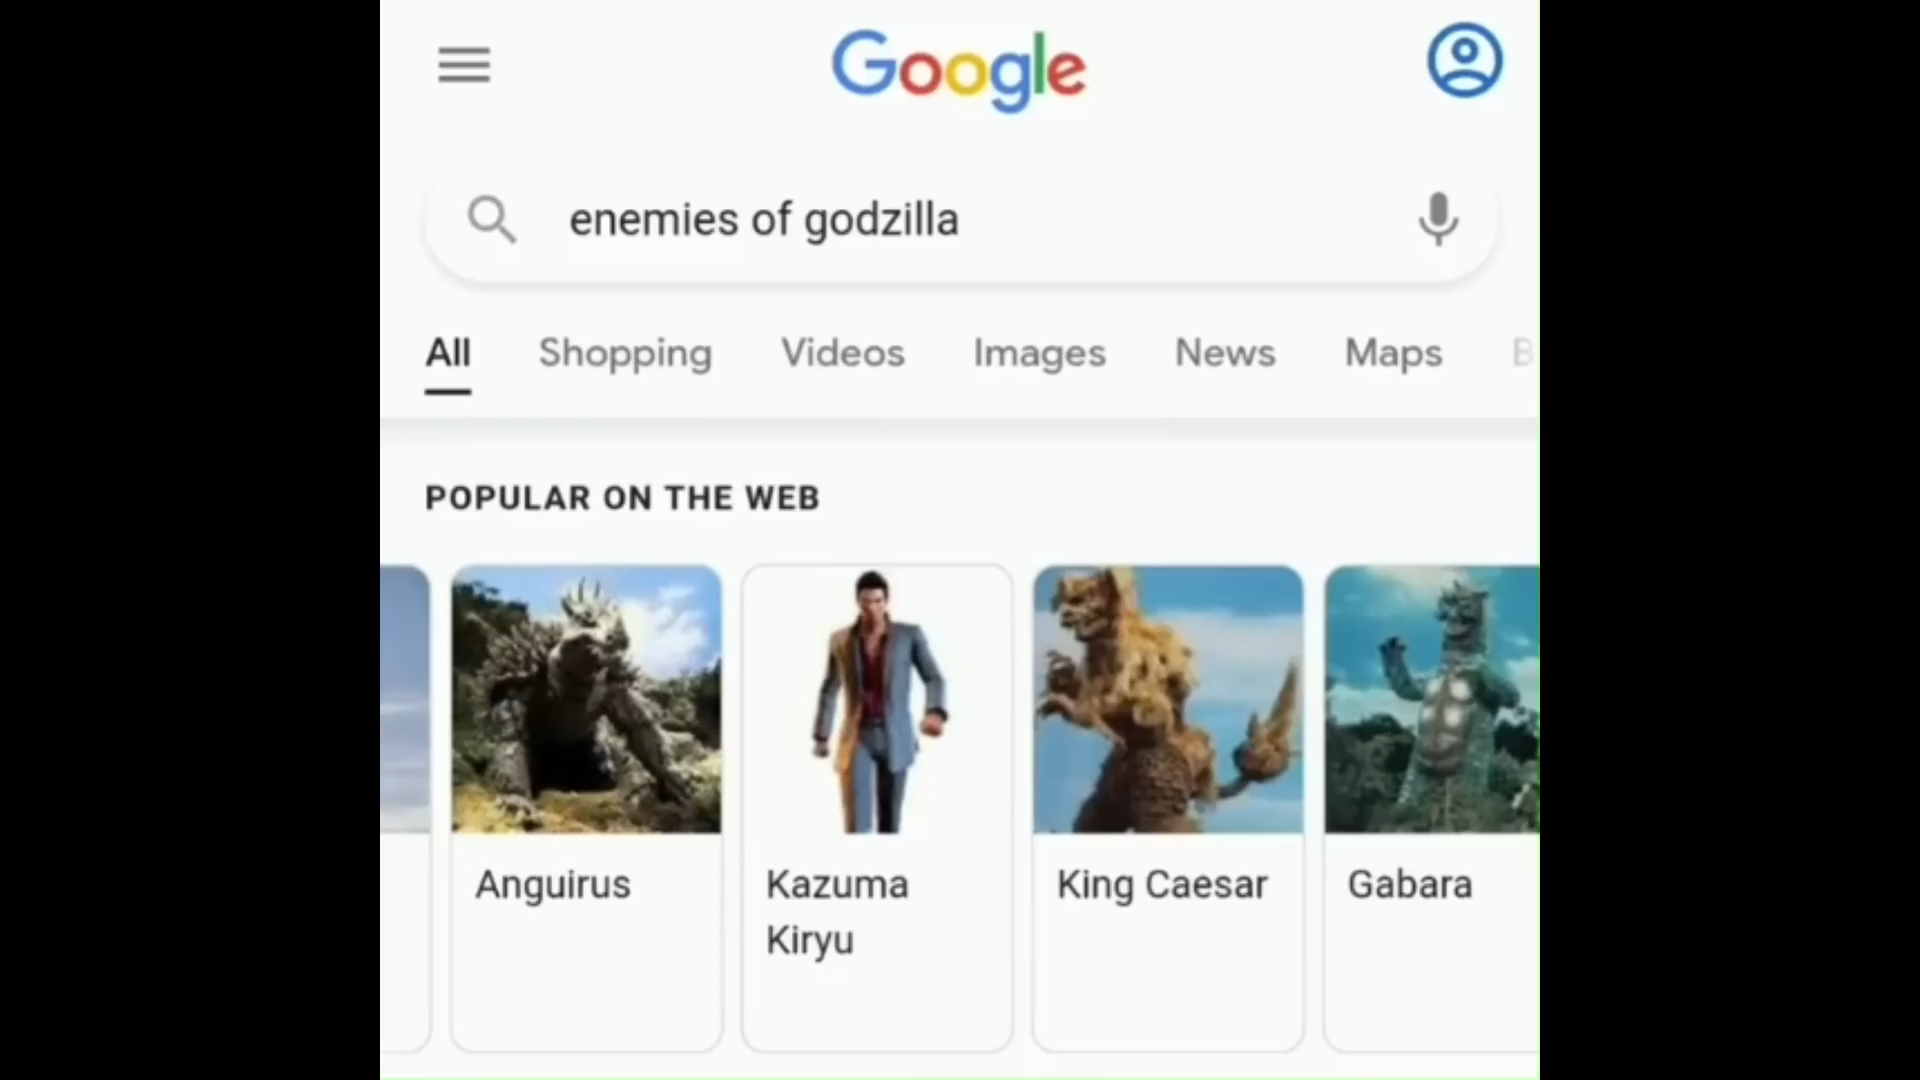 Google
enemies of godzilla
All Shopping Videos Images News Maps B
POPULAR ON THE WEB
Anguirus
Kazuma
Kiryu
King Caesar
Gabara